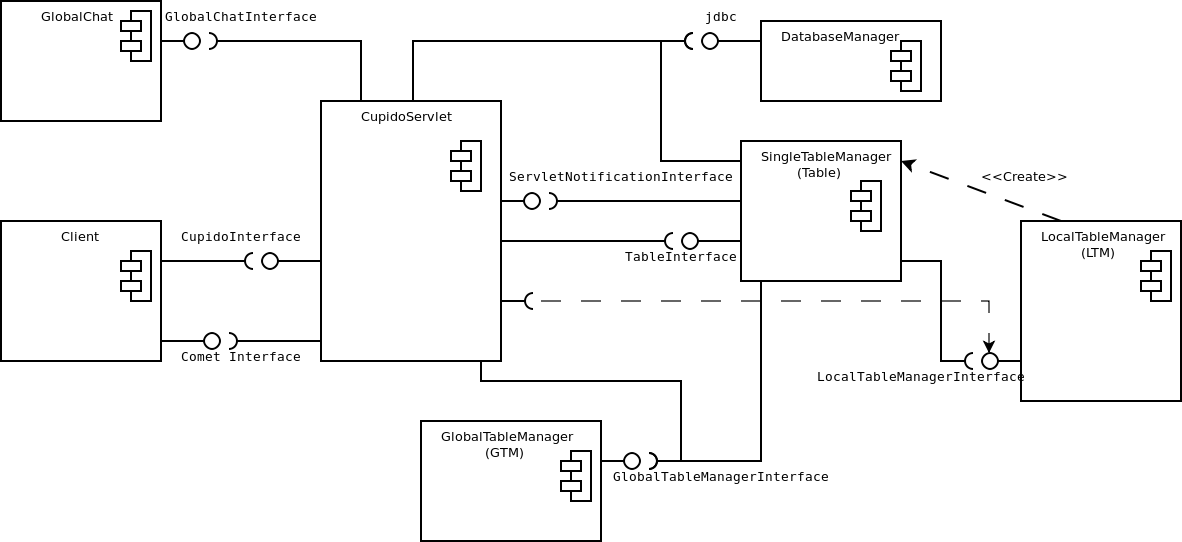 GlobalChat
GlobalChatInterface
jdbc
DatabaseManager
CupidoServlet
SingleTableManager
(Table)
<<Create>>
ServletNotificationInterface
Client
CupidoInterface
TableInterface
LocalTableManager
(LTM)
Comet Interface
LocalTableManagerInterface
GlobalTableManager
(GTM)
GlobalTableManagerInterface